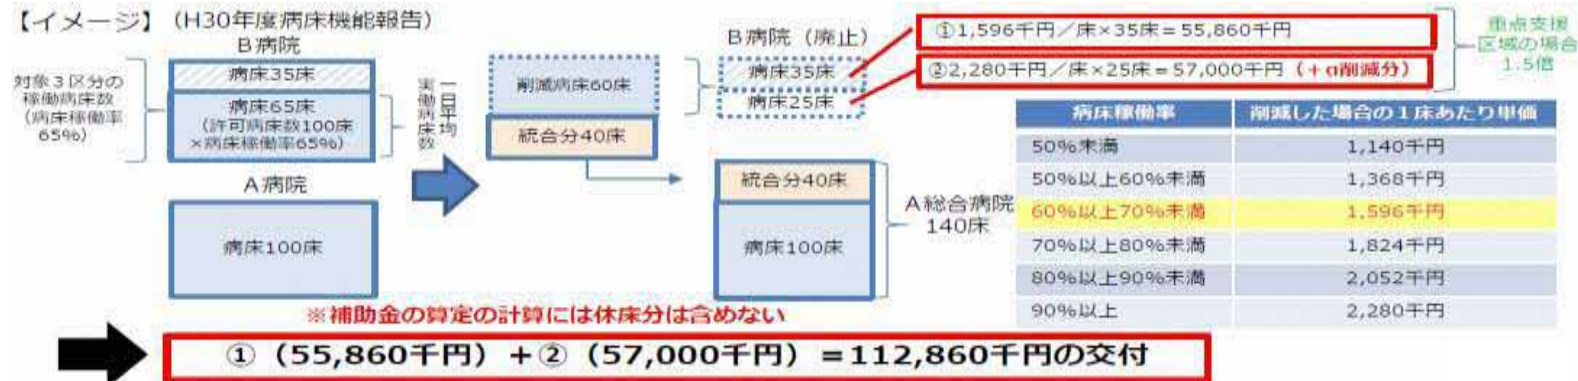 【イメージ】（H30年度病床機能報告）
B病院
対象３区分の
稼働病床数
（病床稼働率
65%）
病床35床
病床65床
（許可病床数100床
×病床稼働率65%）
一日平均
実働病床数
A病院
病床100床
削減病床60床
統合分40床
B病院（廃止）
病床35床
病床25床
統合分40床
病床100床
A総合病院
140床
①1,596千円／床×35床＝55,860千円
②2,280千円／床×25床＝57,000千円（＋α削減分）
重点支援
区域の場合
1.5倍
病床稼働率 削減した場合の１床あたり単価
50%未満 1,140千円
50%以上60%未満 1,368千円
60%以上70%未満 1,596千円
70%以上80%未満 1,824千円
80%以上90%未満 2,052千円
90%以上 2,280千円
※補助金の算定の計算には休床分は含めない
①（55,860千円）＋②（57,000千円）＝112,860千円の交付